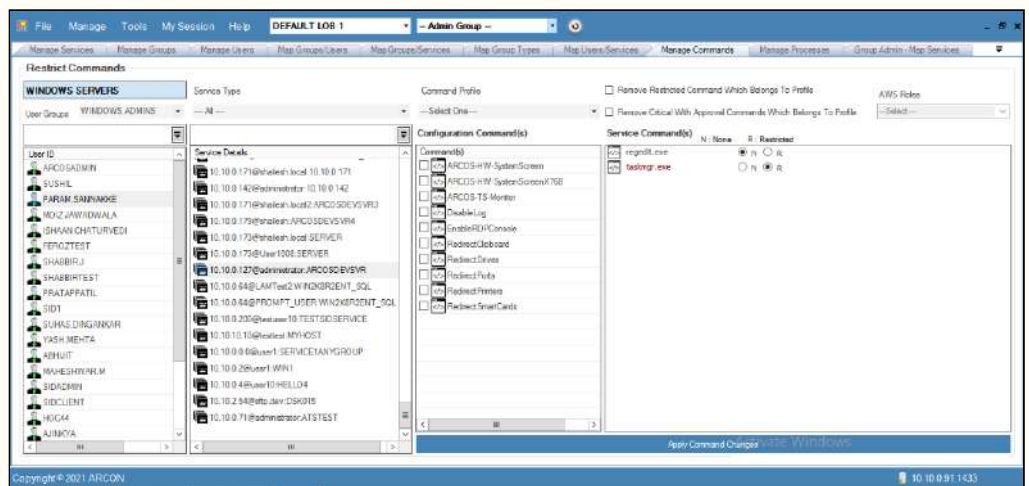 File Manage Tools My Session Help DEFAULT LOB 1 -- Admin Group --
Manage Services Manage Groups Manage Users Map Groups/Users Map Groups/Services Map Group Types Map Users/Services Manage Commands Manage Processes Group Admin - Map Services
Restrict Commands
WINDOWS SERVERS Service Type Command Profile Remove Restricted Command Which Belongs To Profile AWS Roles
User Groups WINDOWS ADMINS --- All --- ---Select One--- Remove Critical With Approval Commands Which Belongs To Profile ---Select---
Configuration Command(s) Service Command(s) N : None R : Restricted
User ID
ARCOSADMIN
SUSHIL
PARAM.SANNAKKE
MOIZ.JAWADWALA
ISHAAN CHATURVEDI
FEROZTEST
SHABBIR.J
SHABBIRTEST
PRATAPPATIL
SID1
SUHAS.DINGANKAR
YASH.MEHTA
ABHIJIT
MAHESHWAR.M
SIDADMIN
SIDCLIENT
HOC44
AJINKYA
Service Details
10.10.0.171@shailesh.local:10.10.0.171
10.10.0.142@administrator:10.10.0.142
10.10.0.171@shailesh.local2:ARCOSDEVSVR3
10.10.0.179@shailesh:ARCOSDEVSVR4
10.10.0.173@shailesh.local:SERVER
10.10.0.173@User1008:SERVER
10.10.0.127@administrator:ARCOSDEVSVR
10.10.0.64@LAMTest2:WIN2K8R2ENT_SQL
10.10.0.64@PROMPT_USER:WIN2K8R2ENT_SQL
10.10.0.200@testuser10:TESTSIDSERVICE
10.10.10.10@testtest:MYHOST
10.10.0.0.0@user1:SERVICE1ANYGROUP
10.10.0.2@user1:WIN1
10.10.0.4@user10:HELLO4
10.10.2.54@sftp.dev:DSK015
10.10.0.71@administrator:ATSTEST
Command(s)
ARCOS-HW-SystemScreen
ARCOS-HW-SystemScreenX768
ARCOS-TS-Monitor
DisableLog
EnableRDPConsole
RedirectClipboard
RedirectDrives
RedirectPorts
RedirectPrinters
RedirectSmartCards
regedit.exe N R
taskmgr.exe N R
Apply Command Changes
Activate Windows
Copyright © 2021 ARCON 10.10.0.91,1433